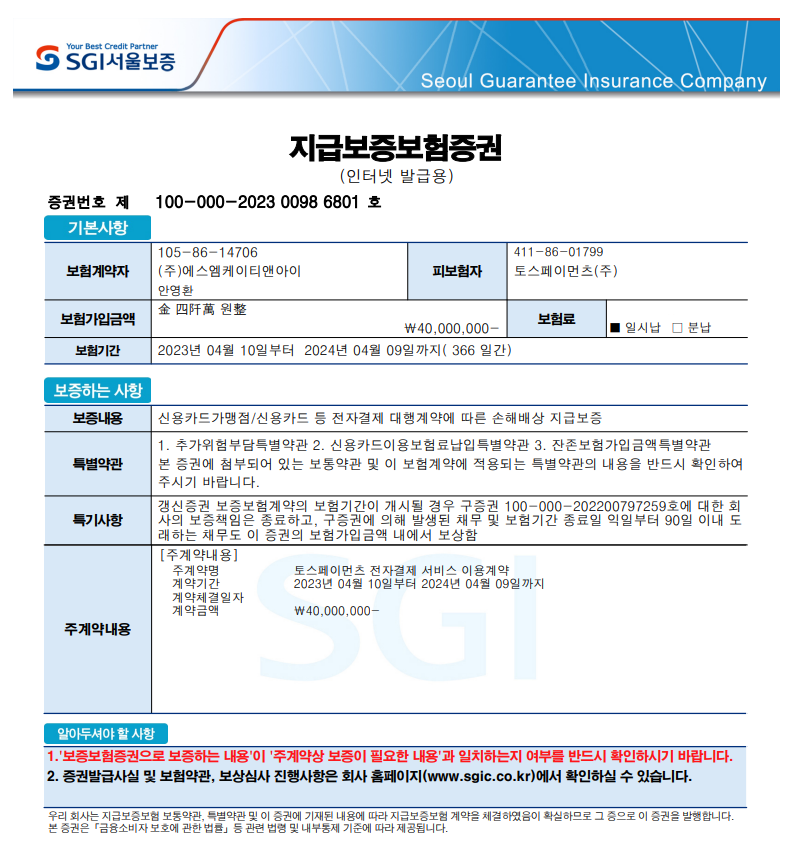 Your Best Credit Partner
SGI서울보증
Seoul Guarantee Insurance Company
지급보증보험증권
(인터넷 발급용)
증권번호 제 100-000-2023 0098 6801 호
기본사항
보험계약자
105-86-14706
(주)에스엠케이티앤아이
안영환
피보험자
411-86-01799
토스페이먼츠(주)
보험가입금액
金 四阡萬 원整
₩40,000,000-
보험료
■ 일시납 □ 분납
보험기간
2023년 04월 10일부터 2024년 04월 09일까지( 366 일간)
보증하는 사항
보증내용
신용카드가맹점/신용카드 등 전자결제 대행계약에 따른 손해배상 지급보증
특별약관
1. 추가위험부담특별약관 2. 신용카드이용보험료납입특별약관 3. 잔존보험가입금액특별약관
본 증권에 첨부되어 있는 보통약관 및 이 보험계약에 적용되는 특별약관의 내용을 반드시 확인하여
주시기 바랍니다.
특기사항
갱신증권 보증보험계약의 보험기간이 개시될 경우 구증권 100-000-202200797259호에 대한 회
사의 보증책임은 종료하고, 구증권에 의해 발생된 채무 및 보험기간 종료일 익일부터 90일 이내 도
래하는 채무도 이 증권의 보험가입금액 내에서 보상함
주계약내용
[주계약내용]
주계약명 토스페이먼츠 전자결제 서비스 이용계약
계약기간 2023년 04월 10일부터 2024년 04월 09일까지
계약체결일자
계약금액 ₩40,000,000-
SGI
알아두셔야 할 사항
1.'보증보험증권으로 보증하는 내용'이 '주계약상 보증이 필요한 내용'과 일치하는지 여부를 반드시 확인하시기 바랍니다.
2. 증권발급사실 및 보험약관, 보상심사 진행사항은 회사 홈페이지(www.sgic.co.kr)에서 확인하실 수 있습니다.
우리 회사는 지급보증보험 보통약관, 특별약관 및 이 증권에 기재된 내용에 따라 지급보증보험 계약을 체결하였음이 확실하므로 그 증으로 이 증권을 발행합니다.
본 증권은「금융소비자 보호에 관한 법률」등 관련 법령 및 내부통제 기준에 따라 제공됩니다.